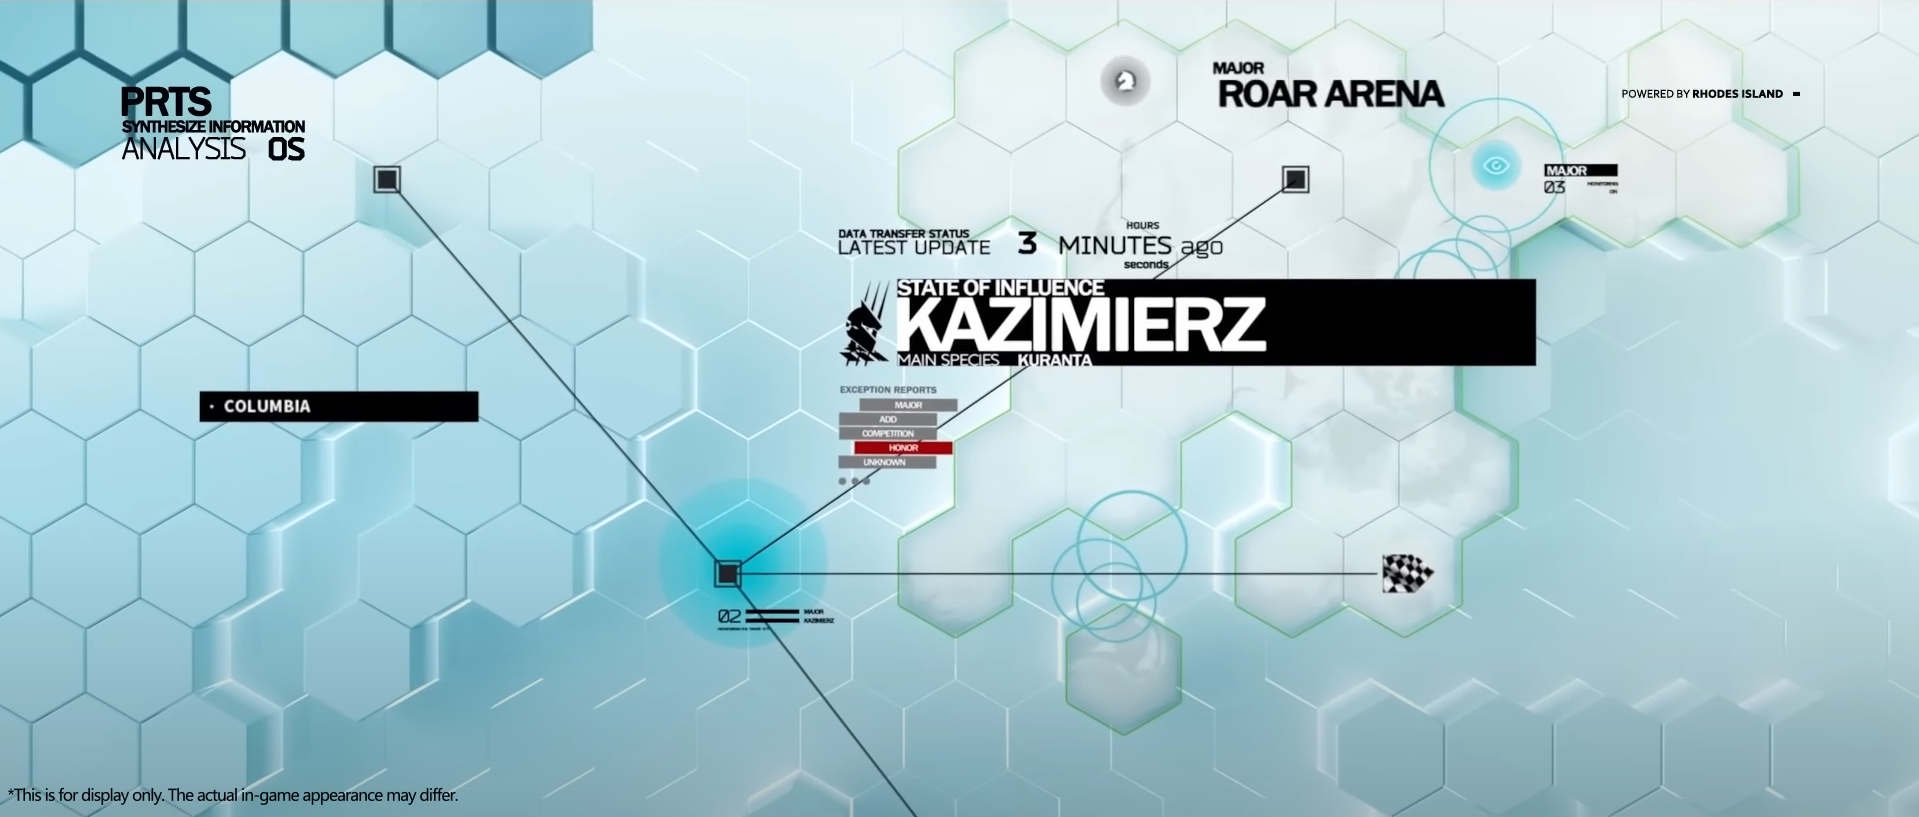 PRTS
SYNTHESIZE INFORMATION
ANALYSIS OS
MAJOR
ROAR ARENA
POWERED BY RHODES ISLAND
MAJOR
03
MONITORING
ON
HOURS
DATA TRANSFER STATUS
LATEST UPDATE 3 MINUTES ago
seconds
STATE OF INFLUENCE
KAZIMIERZ
MAIN SPECIES KURANTA
EXCEPTION REPORTS
MAJOR
ADD
COMPETITION
HONOR
UNKNOWN
• COLUMBIA
02
MAJOR
KAZIMIERZ
*This is for display only. The actual in-game appearance may differ.